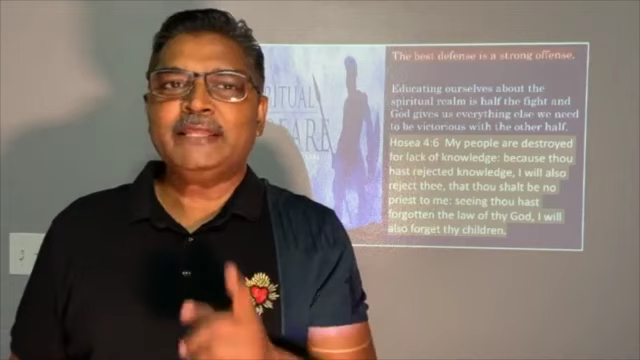 The best defense is a strong offense.
Educating ourselves about the
spiritual realm is half the fight and
God gives us everything else we need
to be victorious with the other half.
Hosea 4:6 My people are destroyed
for lack of knowledge: because thou
hast rejected knowledge, I will also
reject thee, that thou shalt be no
priest to me: seeing thou hast
forgotten the law of thy God, I will
also forget thy children.